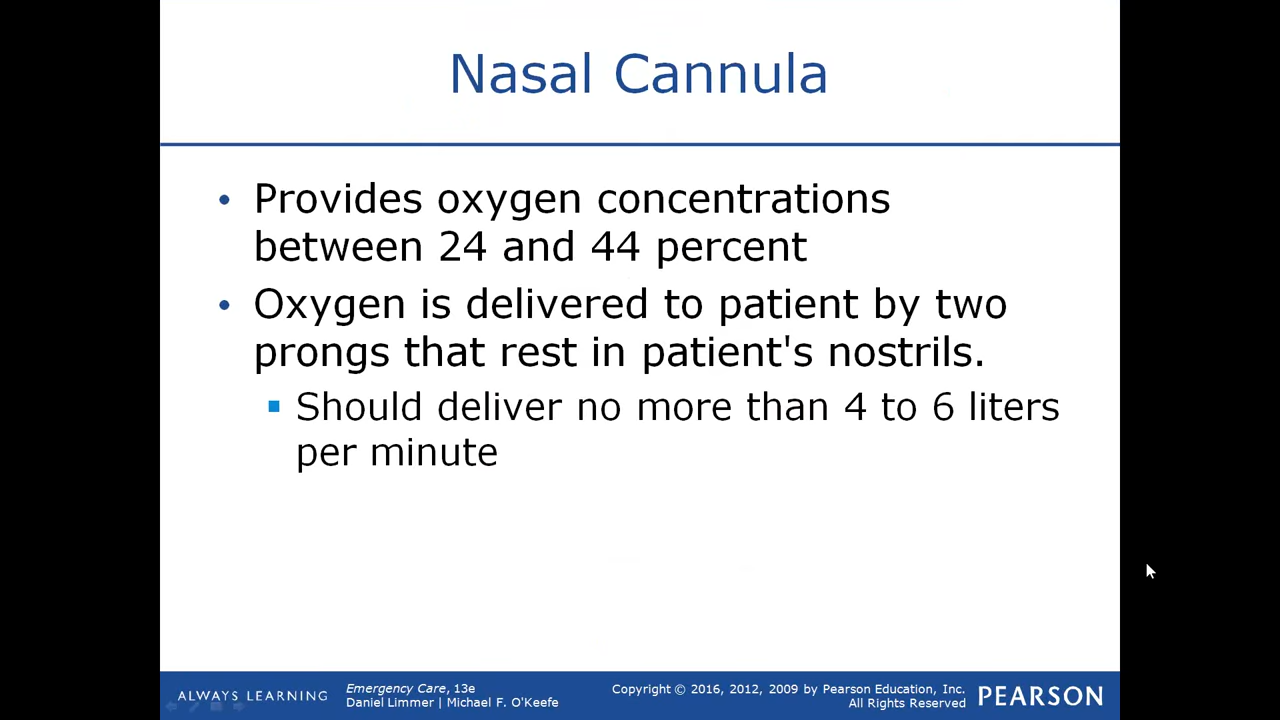 Nasal Cannula
• Provides oxygen concentrations
between 24 and 44 percent
• Oxygen is delivered to patient by two
prongs that rest in patient's nostrils.
▪ Should deliver no more than 4 to 6 liters
per minute
ALWAYS LEARNING
Emergency Care, 13e
Daniel Limmer | Michael F. O'Keefe
Copyright © 2016, 2012, 2009 by Pearson Education, Inc.
All Rights Reserved
PEARSON